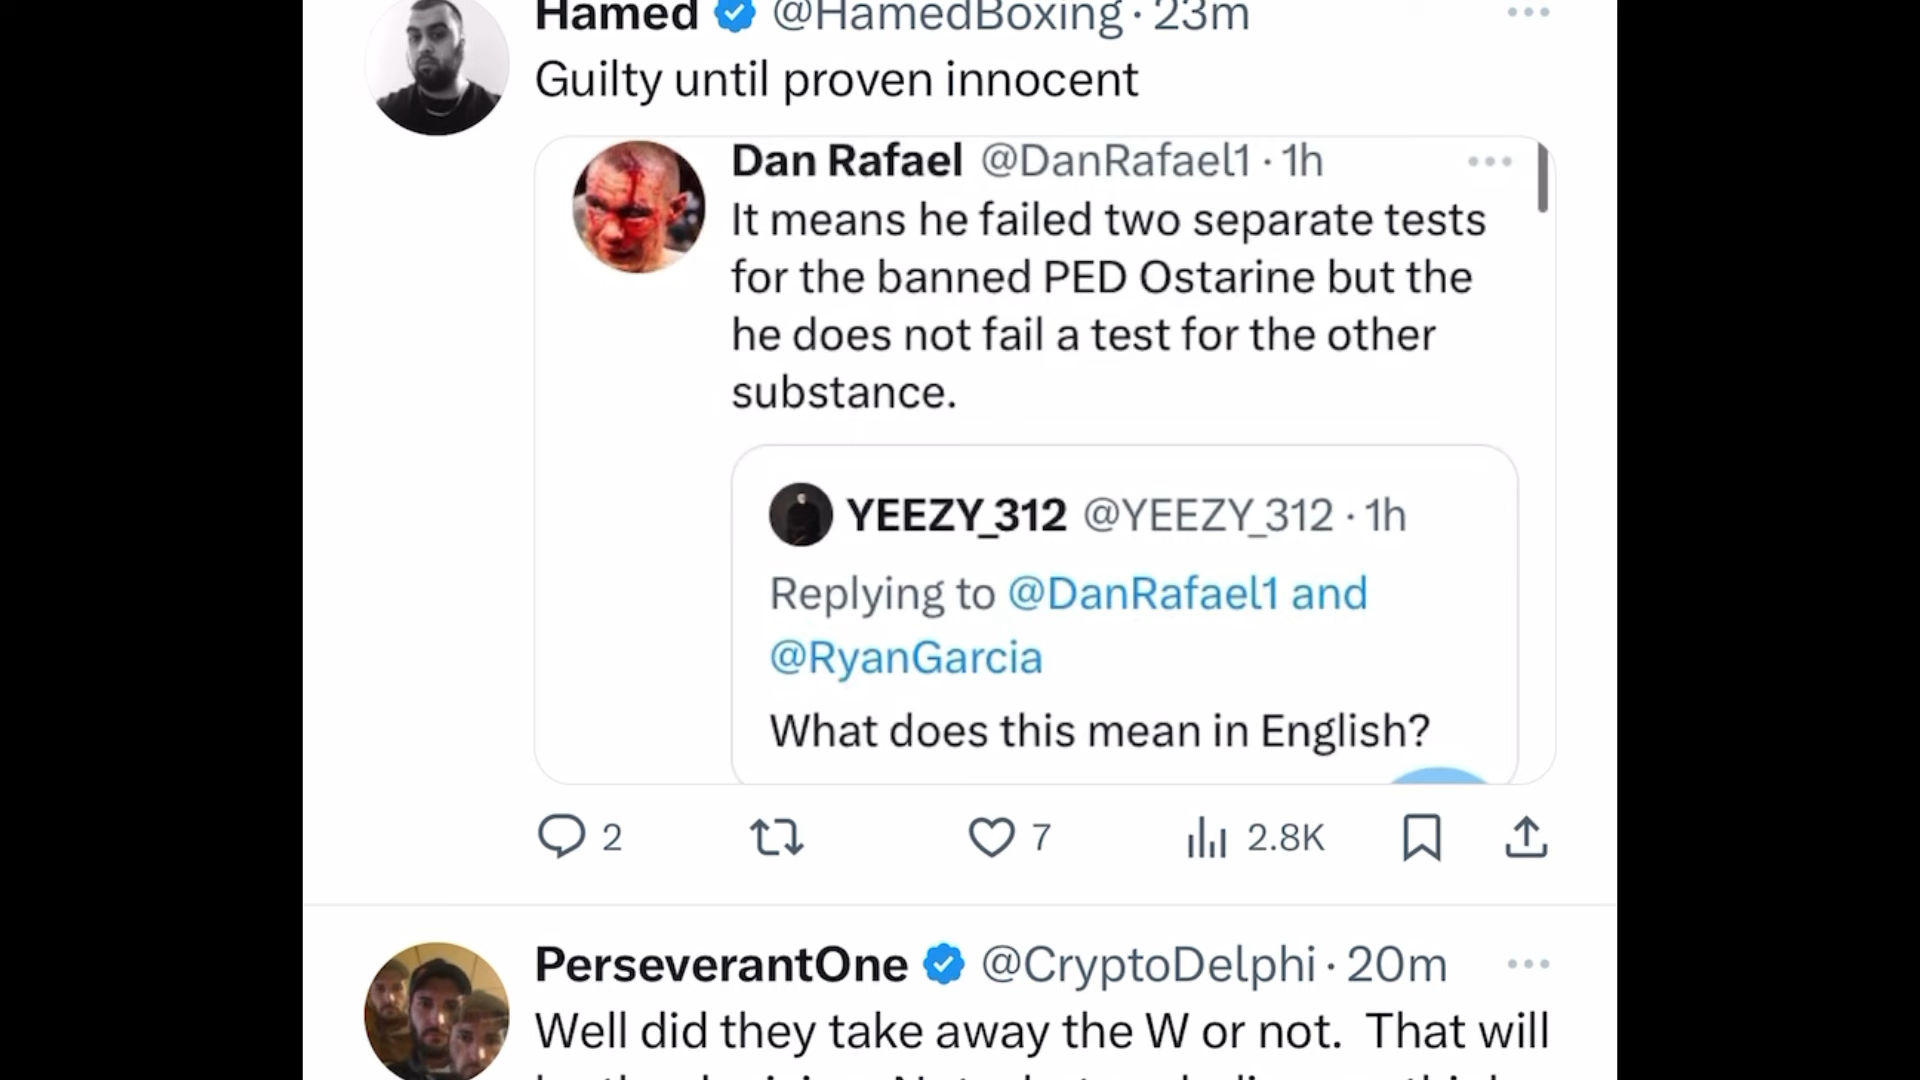 Hamed @HamedBoxing · 23m
Guilty until proven innocent
Dan Rafael @DanRafael1 · 1h
It means he failed two separate tests
for the banned PED Ostarine but the
he does not fail a test for the other
substance.
YEEZY_312 @YEEZY_312 · 1h
Replying to @DanRafael1 and
@RyanGarcia
What does this mean in English?
2 7 2.8K
PerseverantOne @CryptoDelphi · 20m
Well did they take away the W or not. That will